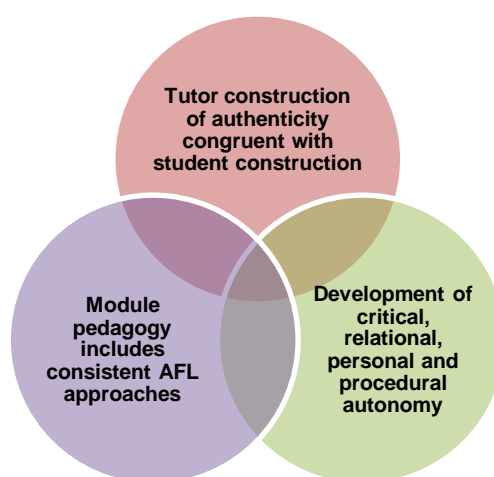 Tutor construction
of authenticity
congruent with
student construction
Module
pedagogy
includes
consistent AFL
approaches
Development of
critical,
relational,
personal and
procedural
autonomy